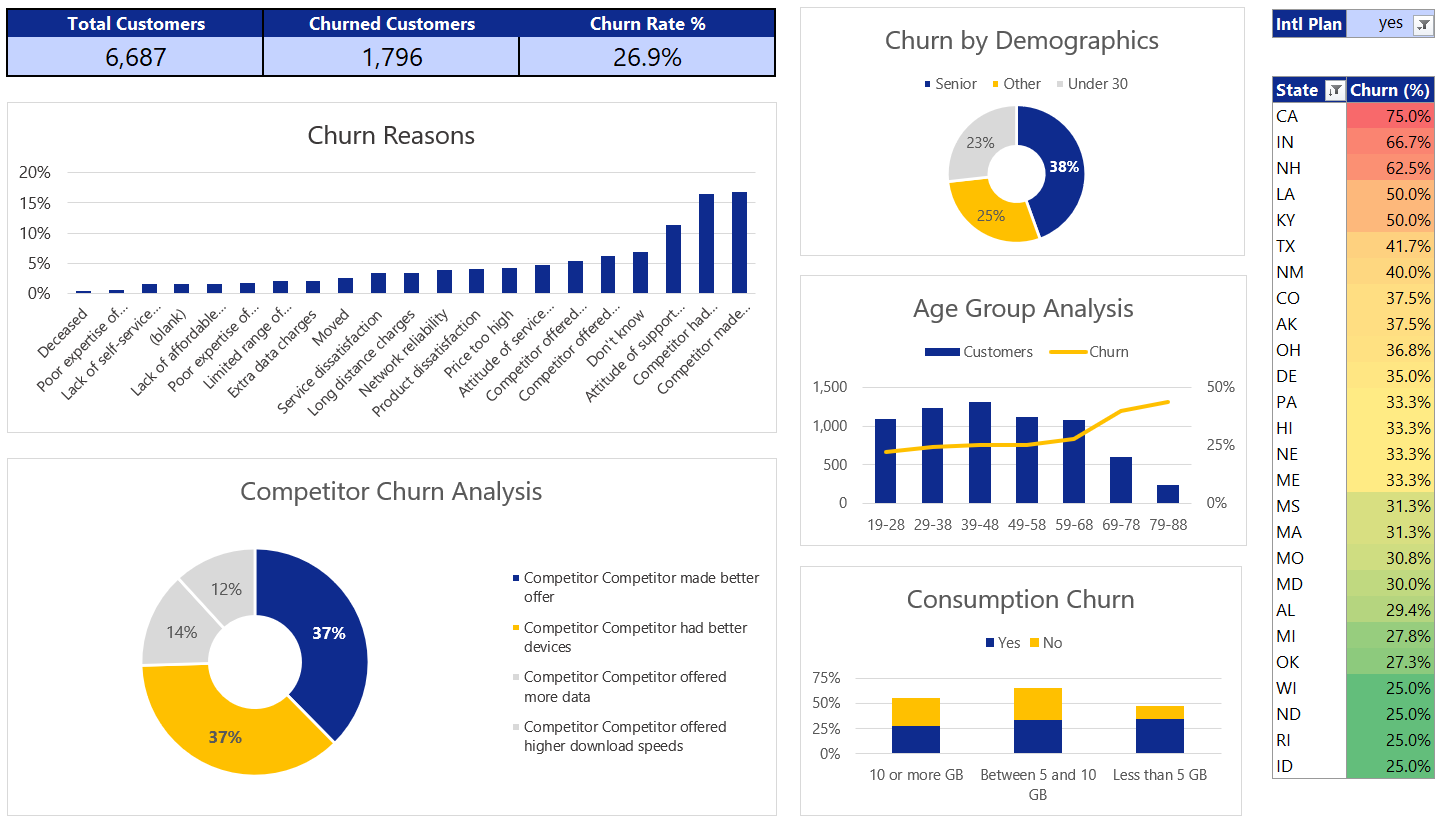 Total Customers
Churned Customers
Churn Rate %
6,687
1,796
26.9%
Churn Reasons
20%
15%
10%
5%
0%
Deceased
Poor expertise of...
Lack of self-service...
(blank)
Lack of affordable...
Poor expertise of...
Limited range of...
Extra data charges
Moved
Service dissatisfaction
Long distance charges
Network reliability
Product dissatisfaction
Price too high
Attitude of service...
Competitor offered...
Competitor offered...
Don't know
Attitude of support...
Competitor had...
Competitor made...
Competitor Churn Analysis
12%
14%
37%
37%
Competitor Competitor made better
offer
Competitor Competitor had better
devices
Competitor Competitor offered
more data
Competitor Competitor offered
higher download speeds
Churn by Demographics
Senior
Other
Under 30
23%
38%
25%
Age Group Analysis
Customers
Churn
1,500
1,000
500
0
50%
25%
0%
19-28
29-38
39-48
49-58
59-68
69-78
79-88
Consumption Churn
Yes
No
75%
50%
25%
0%
10 or more GB
Between 5 and 10
GB
Less than 5 GB
Intl Plan yes
State Churn (%)
CA 75.0%
IN 66.7%
NH 62.5%
LA 50.0%
KY 50.0%
TX 41.7%
NM 40.0%
CO 37.5%
AK 37.5%
OH 36.8%
DE 35.0%
PA 33.3%
HI 33.3%
NE 33.3%
ME 33.3%
MS 31.3%
MA 31.3%
MO 30.8%
MD 30.0%
AL 29.4%
MI 27.8%
OK 27.3%
WI 25.0%
ND 25.0%
RI 25.0%
ID 25.0%